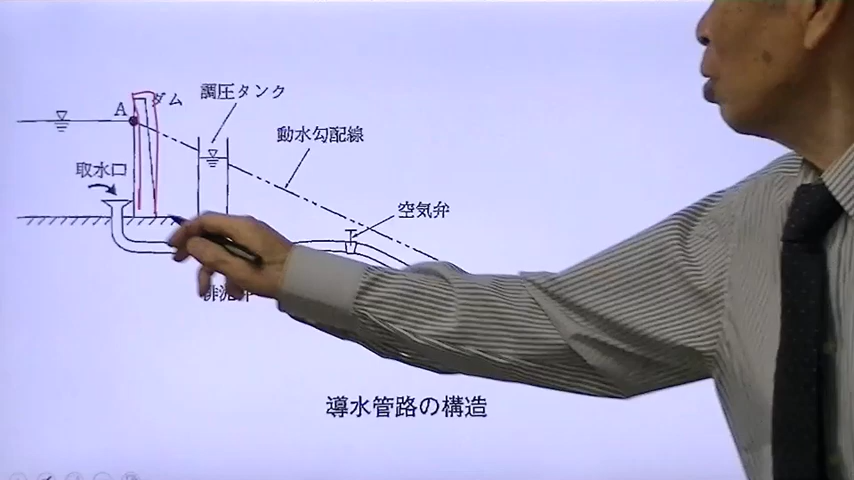 調圧タンク
ダム
A
動水勾配線
取水口
空気弁
導水管路の構造